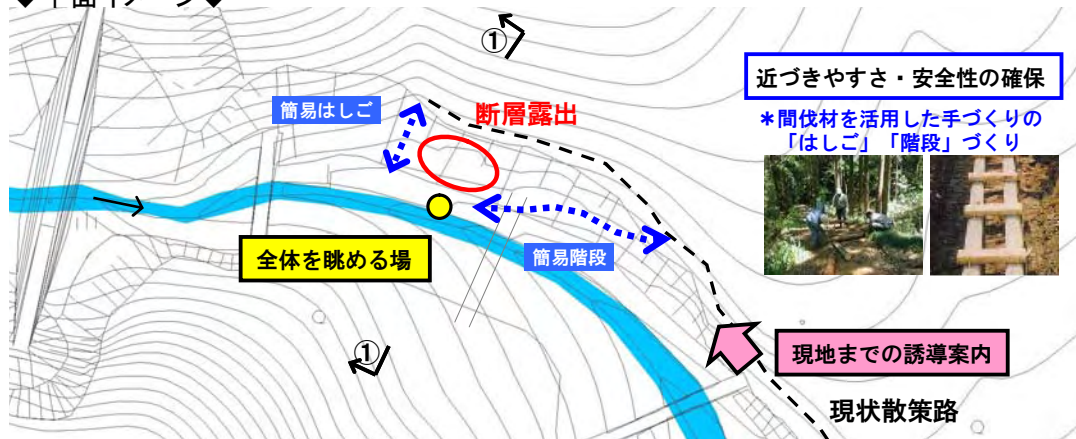 ◆平面イメージ◆
①
近づきやすさ・安全性の確保
簡易はしご
断層露出
＊間伐材を活用した手づくりの
「はしご」「階段」づくり
全体を眺める場
簡易階段
①
現地までの誘導案内
現状散策路